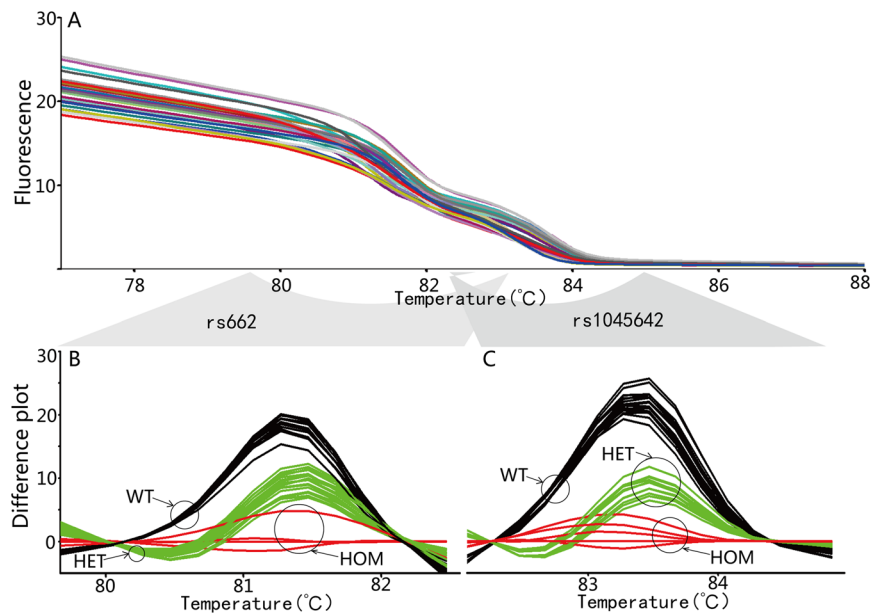 A
30
20
10
Fluorescence
78 80 82 84 86 88
Temperature(℃)
rs662
rs1045642
B
30
20
10
0
Difference plot
WT
HET
HOM
80 81 82
Temperature(℃)
C
WT
HET
HOM
83 84
Temperature(℃)